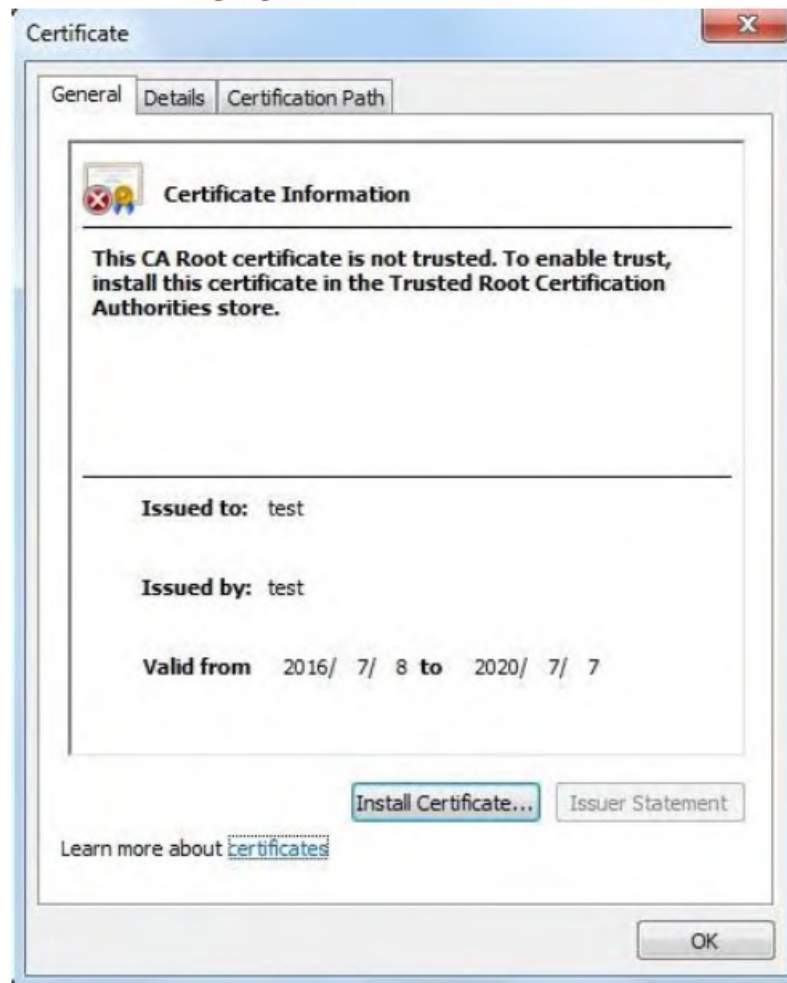 Certificate
General Details Certification Path
Certificate Information
This CA Root certificate is not trusted. To enable trust,
install this certificate in the Trusted Root Certification
Authorities store.
Issued to: test
Issued by: test
Valid from 2016/ 7/ 8 to 2020/ 7/ 7
Install Certificate... Issuer Statement
Learn more about certificates
OK